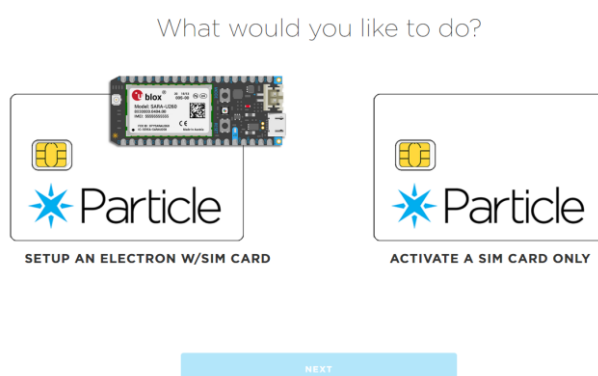 What would you like to do?
blox
Model: SARA-U260
Particle
Particle
SETUP AN ELECTRON W/SIM CARD
ACTIVATE A SIM CARD ONLY
NEXT